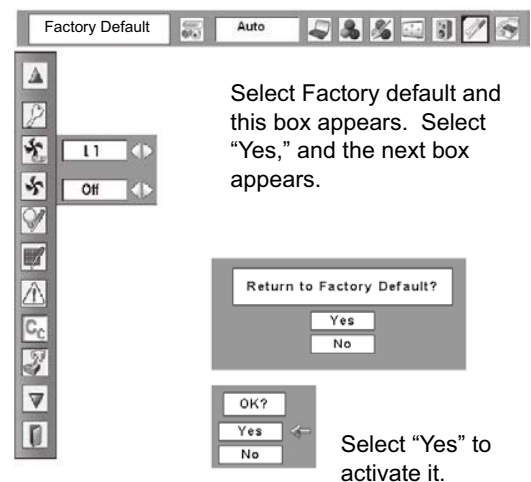 Factory Default
Auto
Select Factory default and
this box appears. Select
“Yes,” and the next box
appears.
L1
Off
Return to Factory Default?
Yes
No
Cc
OK?
Yes
No
Select “Yes” to
activate it.